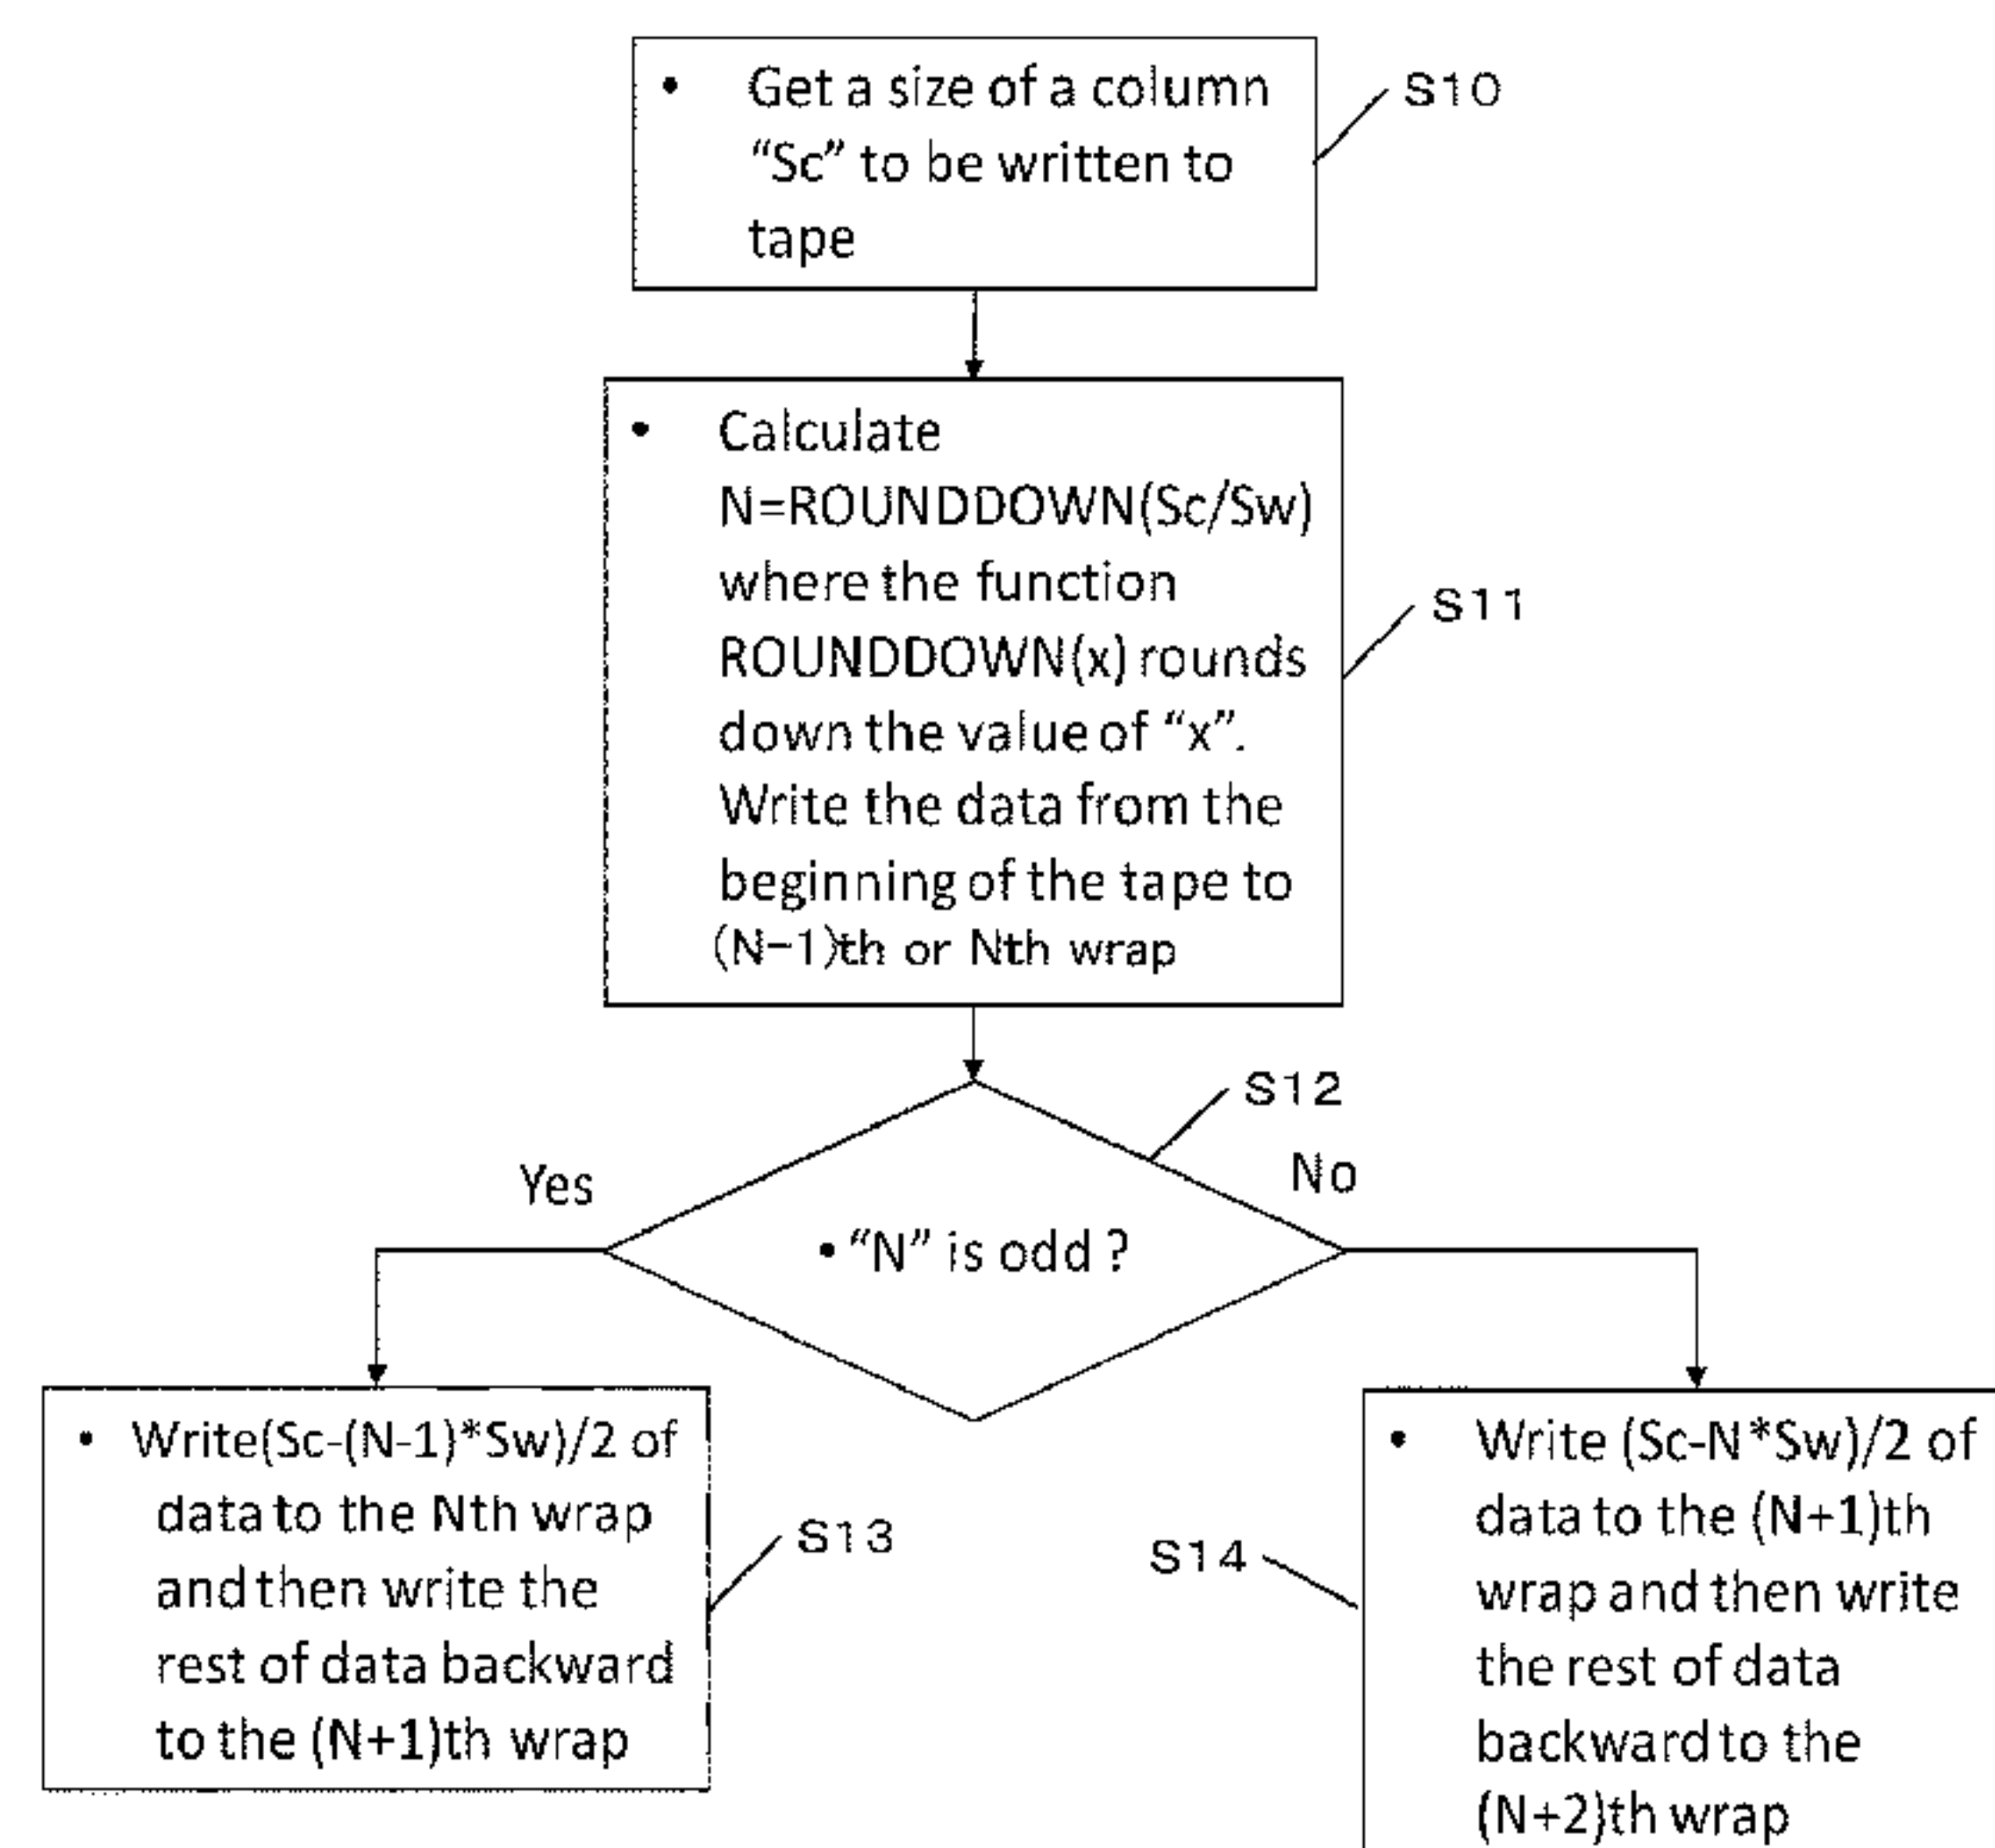 • Get a size of a column
"Sc" to be written to
tape
S10
• Calculate
N=ROUNDDOWN(Sc/Sw)
where the function
ROUNDDOWN(x) rounds
down the value of "x".
Write the data from the
beginning of the tape to
(N-1)th or Nth wrap
S11
S12
Yes
No
• "N" is odd ?
• Write(Sc-(N-1)*Sw)/2 of
data to the Nth wrap
and then write the
rest of data backward
to the (N+1)th wrap
S13
S14
• Write (Sc-N*Sw)/2 of
data to the (N+1)th
wrap and then write
the rest of data
backward to the
(N+2)th wrap